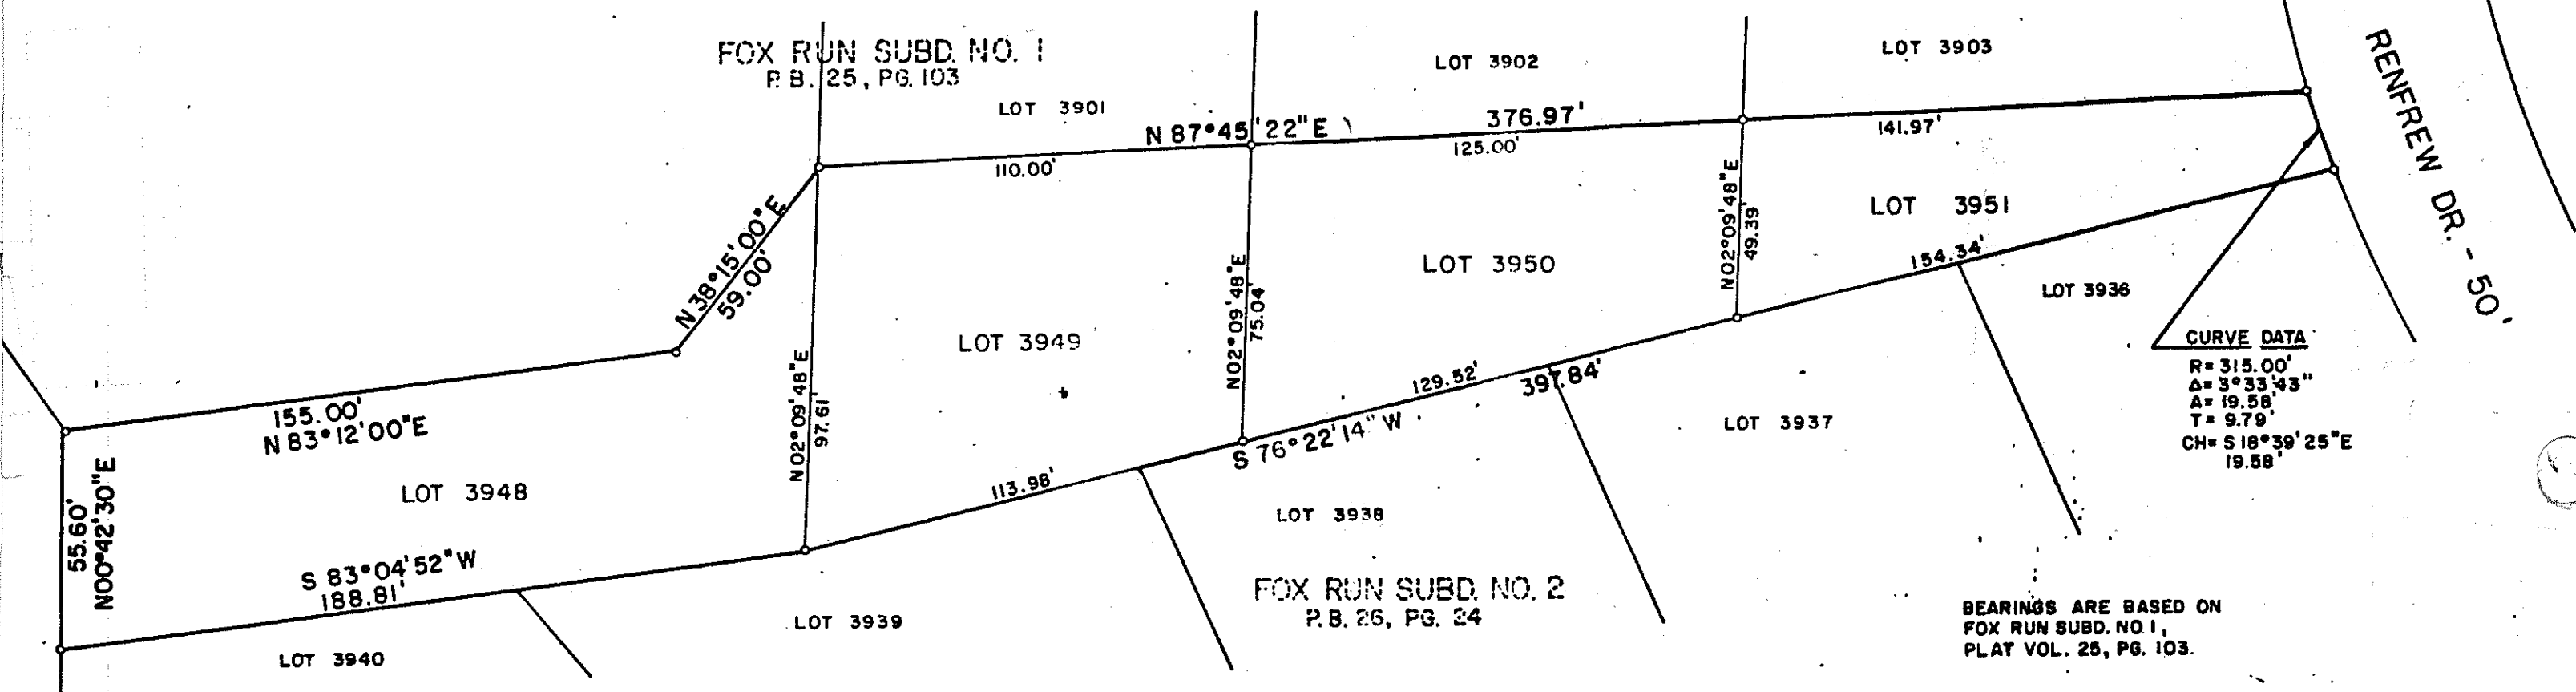 FOX RUN SUBD. NO. 1
P.B. 25, PG. 103
LOT 3901
LOT 3902
LOT 3903
RENFREW DR. - 50'
N 87°45'22"E
376.97'
110.00'
125.00'
141.97'
N 38°15'00"E
59.00'
N02°09'48"E
49.39'
LOT 3951
LOT 3950
LOT 3949
N02°09'48"E
75.04'
154.34'
LOT 3936
CURVE DATA
R= 315.00'
Δ= 3°33'43"
A= 19.58'
T= 9.79'
CH= S 18°39'25"E
19.58'
N02°09'48"E
97.61'
129.52'
397.84'
S 76°22'14" W
LOT 3937
155.00'
N 83°12'00"E
LOT 3948
55.60'
N00°42'30"E
113.98'
LOT 3938
S 83°04'52" W
188.81'
FOX RUN SUBD. NO. 2
P.B. 26, PG. 24
LOT 3939
LOT 3940
BEARINGS ARE BASED ON
FOX RUN SUBD. NO. 1,
PLAT VOL. 25, PG. 103.